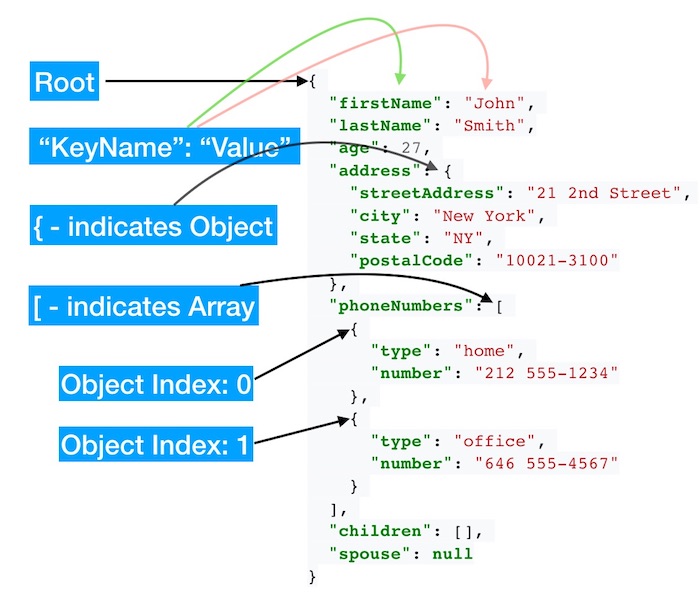 Root
“KeyName”: “Value”
{ - indicates Object
[ - indicates Array
Object Index: 0
Object Index: 1
{
  "firstName": "John",
  "lastName": "Smith",
  "age": 27,
  "address": {
    "streetAddress": "21 2nd Street",
    "city": "New York",
    "state": "NY",
    "postalCode": "10021-3100"
  },
  "phoneNumbers": [
    {
      "type": "home",
      "number": "212 555-1234"
    },
    {
      "type": "office",
      "number": "646 555-4567"
    }
  ],
  "children": [],
  "spouse": null
}